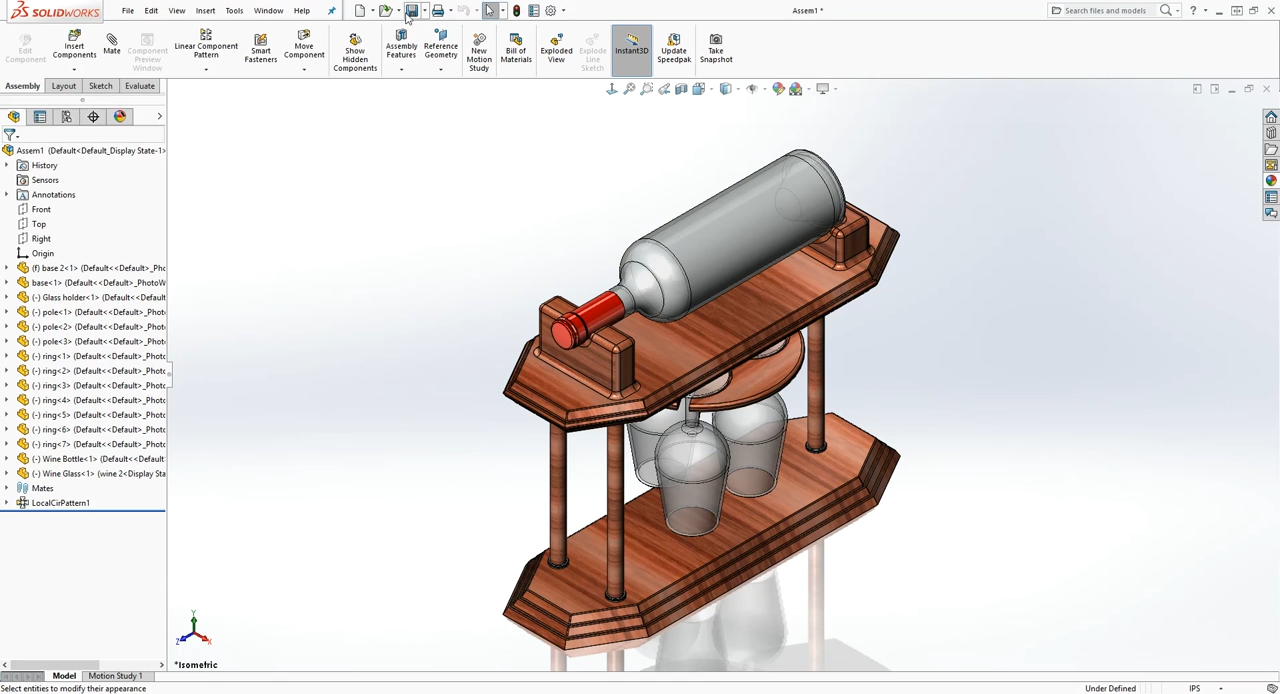 SOLIDWORKS File Edit View Insert Tools Window Help Assem1 * Search files and models
Edit Component
Insert Components
Mate
Component Preview Window
Linear Component Pattern
Smart Fasteners
Move Component
Show Hidden Components
Assembly Features
Reference Geometry
New Motion Study
Bill of Materials
Exploded View
Explode Line Sketch
Instant3D
Update Speedpak
Take Snapshot
Assembly Layout Sketch Evaluate
Assem1 (Default<Default_Display State-1>
History
Sensors
Annotations
Front
Top
Right
Origin
(f) base 2<1> (Default<<Default>_Pho
base<1> (Default<<Default>_PhotoW
(-) Glass holder<1> (Default<<Default
(-) pole<1> (Default<<Default>_Phot
(-) pole<2> (Default<<Default>_Phot
(-) pole<3> (Default<<Default>_Phot
(-) ring<1> (Default<<Default>_Photo
(-) ring<2> (Default<<Default>_Photo
(-) ring<3> (Default<<Default>_Photo
(-) ring<4> (Default<<Default>_Photo
(-) ring<5> (Default<<Default>_Photo
(-) ring<6> (Default<<Default>_Photo
(-) ring<7> (Default<<Default>_Photo
(-) Wine Bottle<1> (Default<<Default
(-) Wine Glass<1> (wine 2<Display Sta
Mates
LocalCirPattern1
Y
Z X
*Isometric
Model Motion Study 1
Select entities to modify their appearance Under Defined IPS